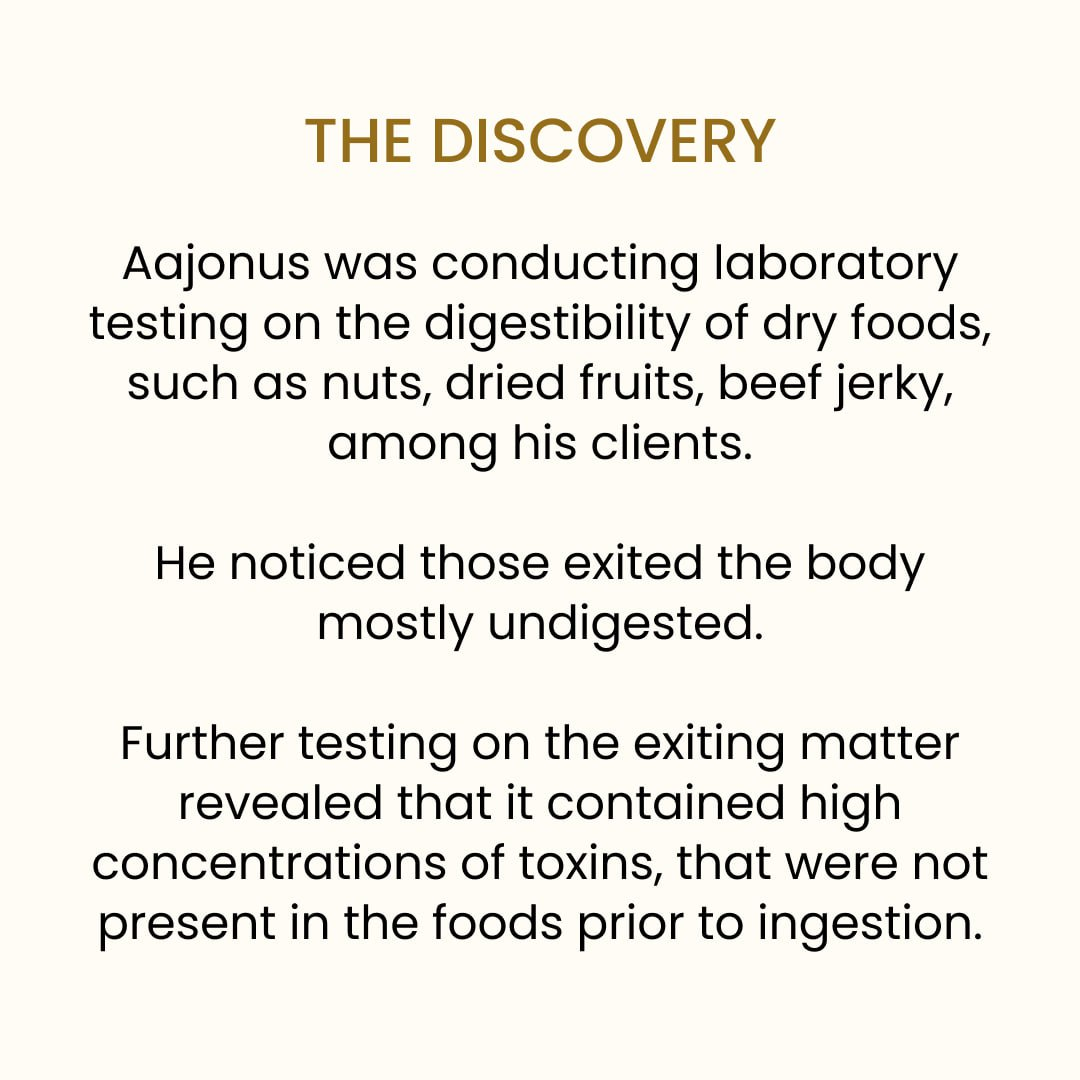 THE DISCOVERY
Aajonus was conducting laboratory
testing on the digestibility of dry foods,
such as nuts, dried fruits, beef jerky,
among his clients.
He noticed those exited the body
mostly undigested.
Further testing on the exiting matter
revealed that it contained high
concentrations of toxins, that were not
present in the foods prior to ingestion.